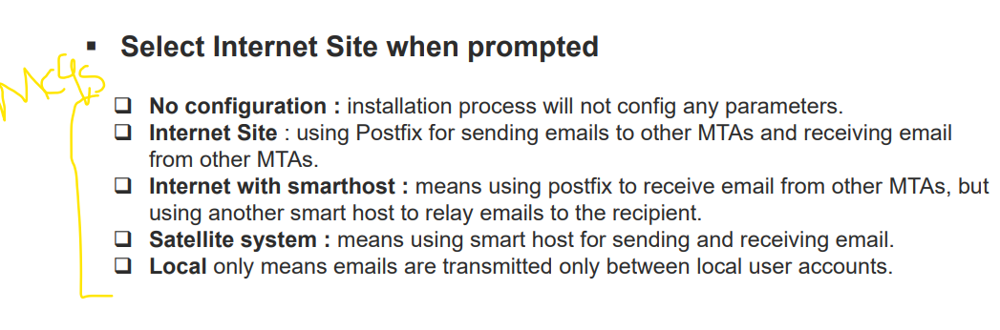 ▪ Select Internet Site when prompted
MCQs
❑ No configuration : installation process will not config any parameters.
❑ Internet Site : using Postfix for sending emails to other MTAs and receiving email
from other MTAs.
❑ Internet with smarthost : means using postfix to receive email from other MTAs, but
using another smart host to relay emails to the recipient.
❑ Satellite system : means using smart host for sending and receiving email.
❑ Local only means emails are transmitted only between local user accounts.